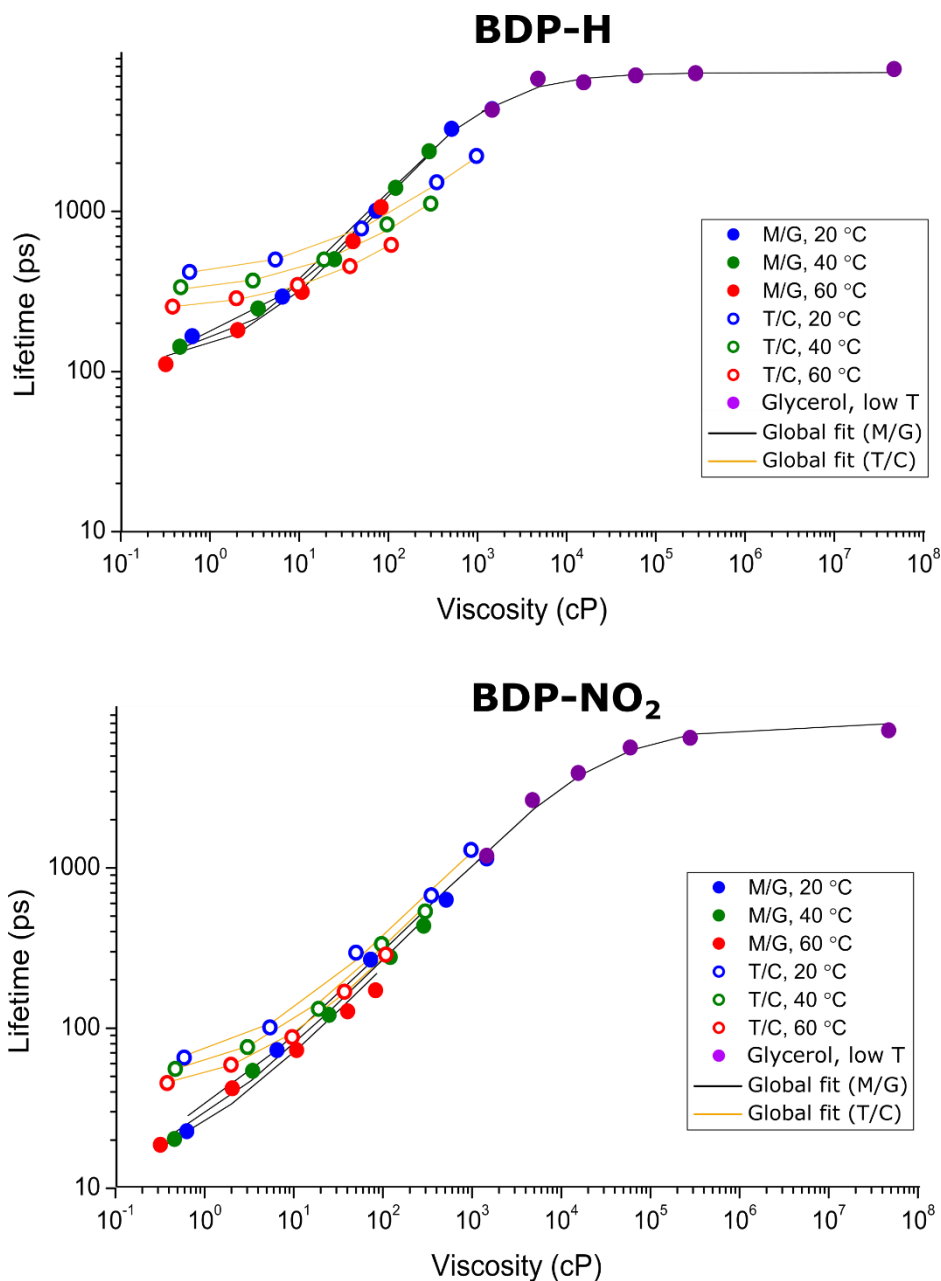 BDP-H
Lifetime (ps)
1000
100
10
10⁻¹ 10⁰ 10¹ 10² 10³ 10⁴ 10⁵ 10⁶ 10⁷ 10⁸
Viscosity (cP)
M/G, 20 °C
M/G, 40 °C
M/G, 60 °C
T/C, 20 °C
T/C, 40 °C
T/C, 60 °C
Glycerol, low T
Global fit (M/G)
Global fit (T/C)
BDP-NO₂
Lifetime (ps)
1000
100
10
10⁻¹ 10⁰ 10¹ 10² 10³ 10⁴ 10⁵ 10⁶ 10⁷ 10⁸
Viscosity (cP)
M/G, 20 °C
M/G, 40 °C
M/G, 60 °C
T/C, 20 °C
T/C, 40 °C
T/C, 60 °C
Glycerol, low T
Global fit (M/G)
Global fit (T/C)